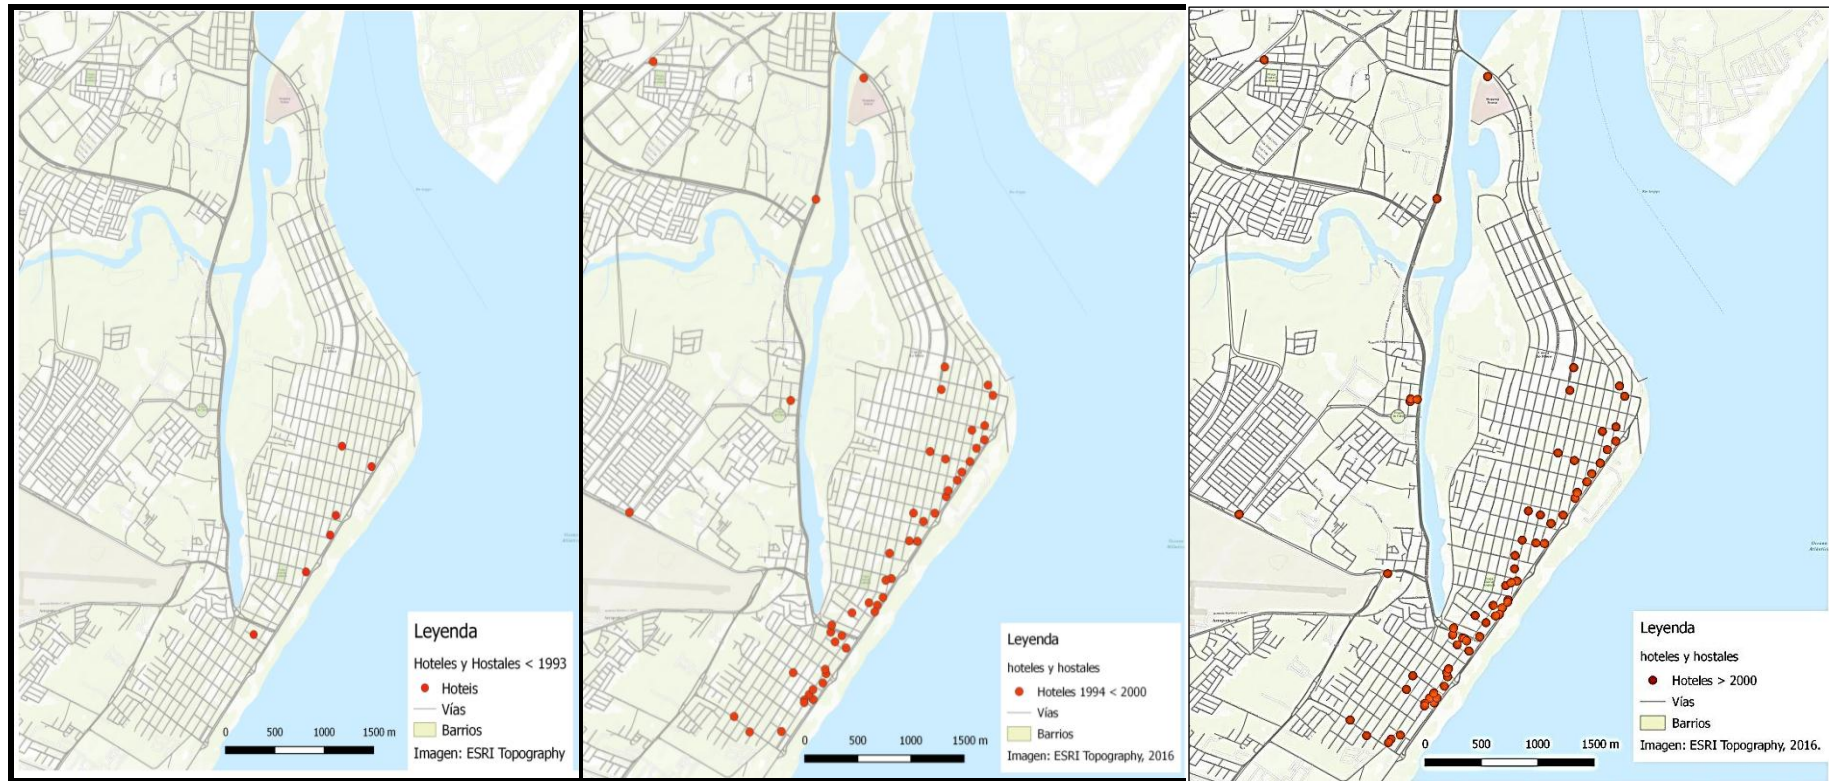 Leyenda
Hoteles y Hostales < 1993
Hoteis
Vías
Barrios
Imagen: ESRI Topography
0 500 1000 1500 m
Leyenda
hoteles y hostales
Hoteles 1994 < 2000
Vías
Barrios
Imagen: ESRI Topography, 2016
0 500 1000 1500 m
Leyenda
hoteles y hostales
Hoteles > 2000
Vías
Barrios
Imagen: ESRI Topography, 2016.
0 500 1000 1500 m